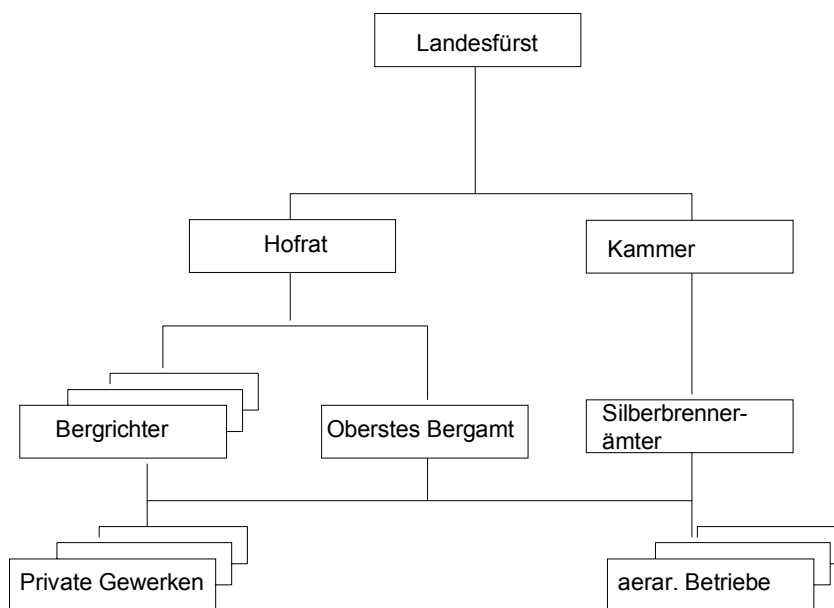 Landesfürst
Hofrat
Kammer
Bergrichter
Oberstes Bergamt
Silberbrenner-
ämter
Private Gewerken
aerar. Betriebe